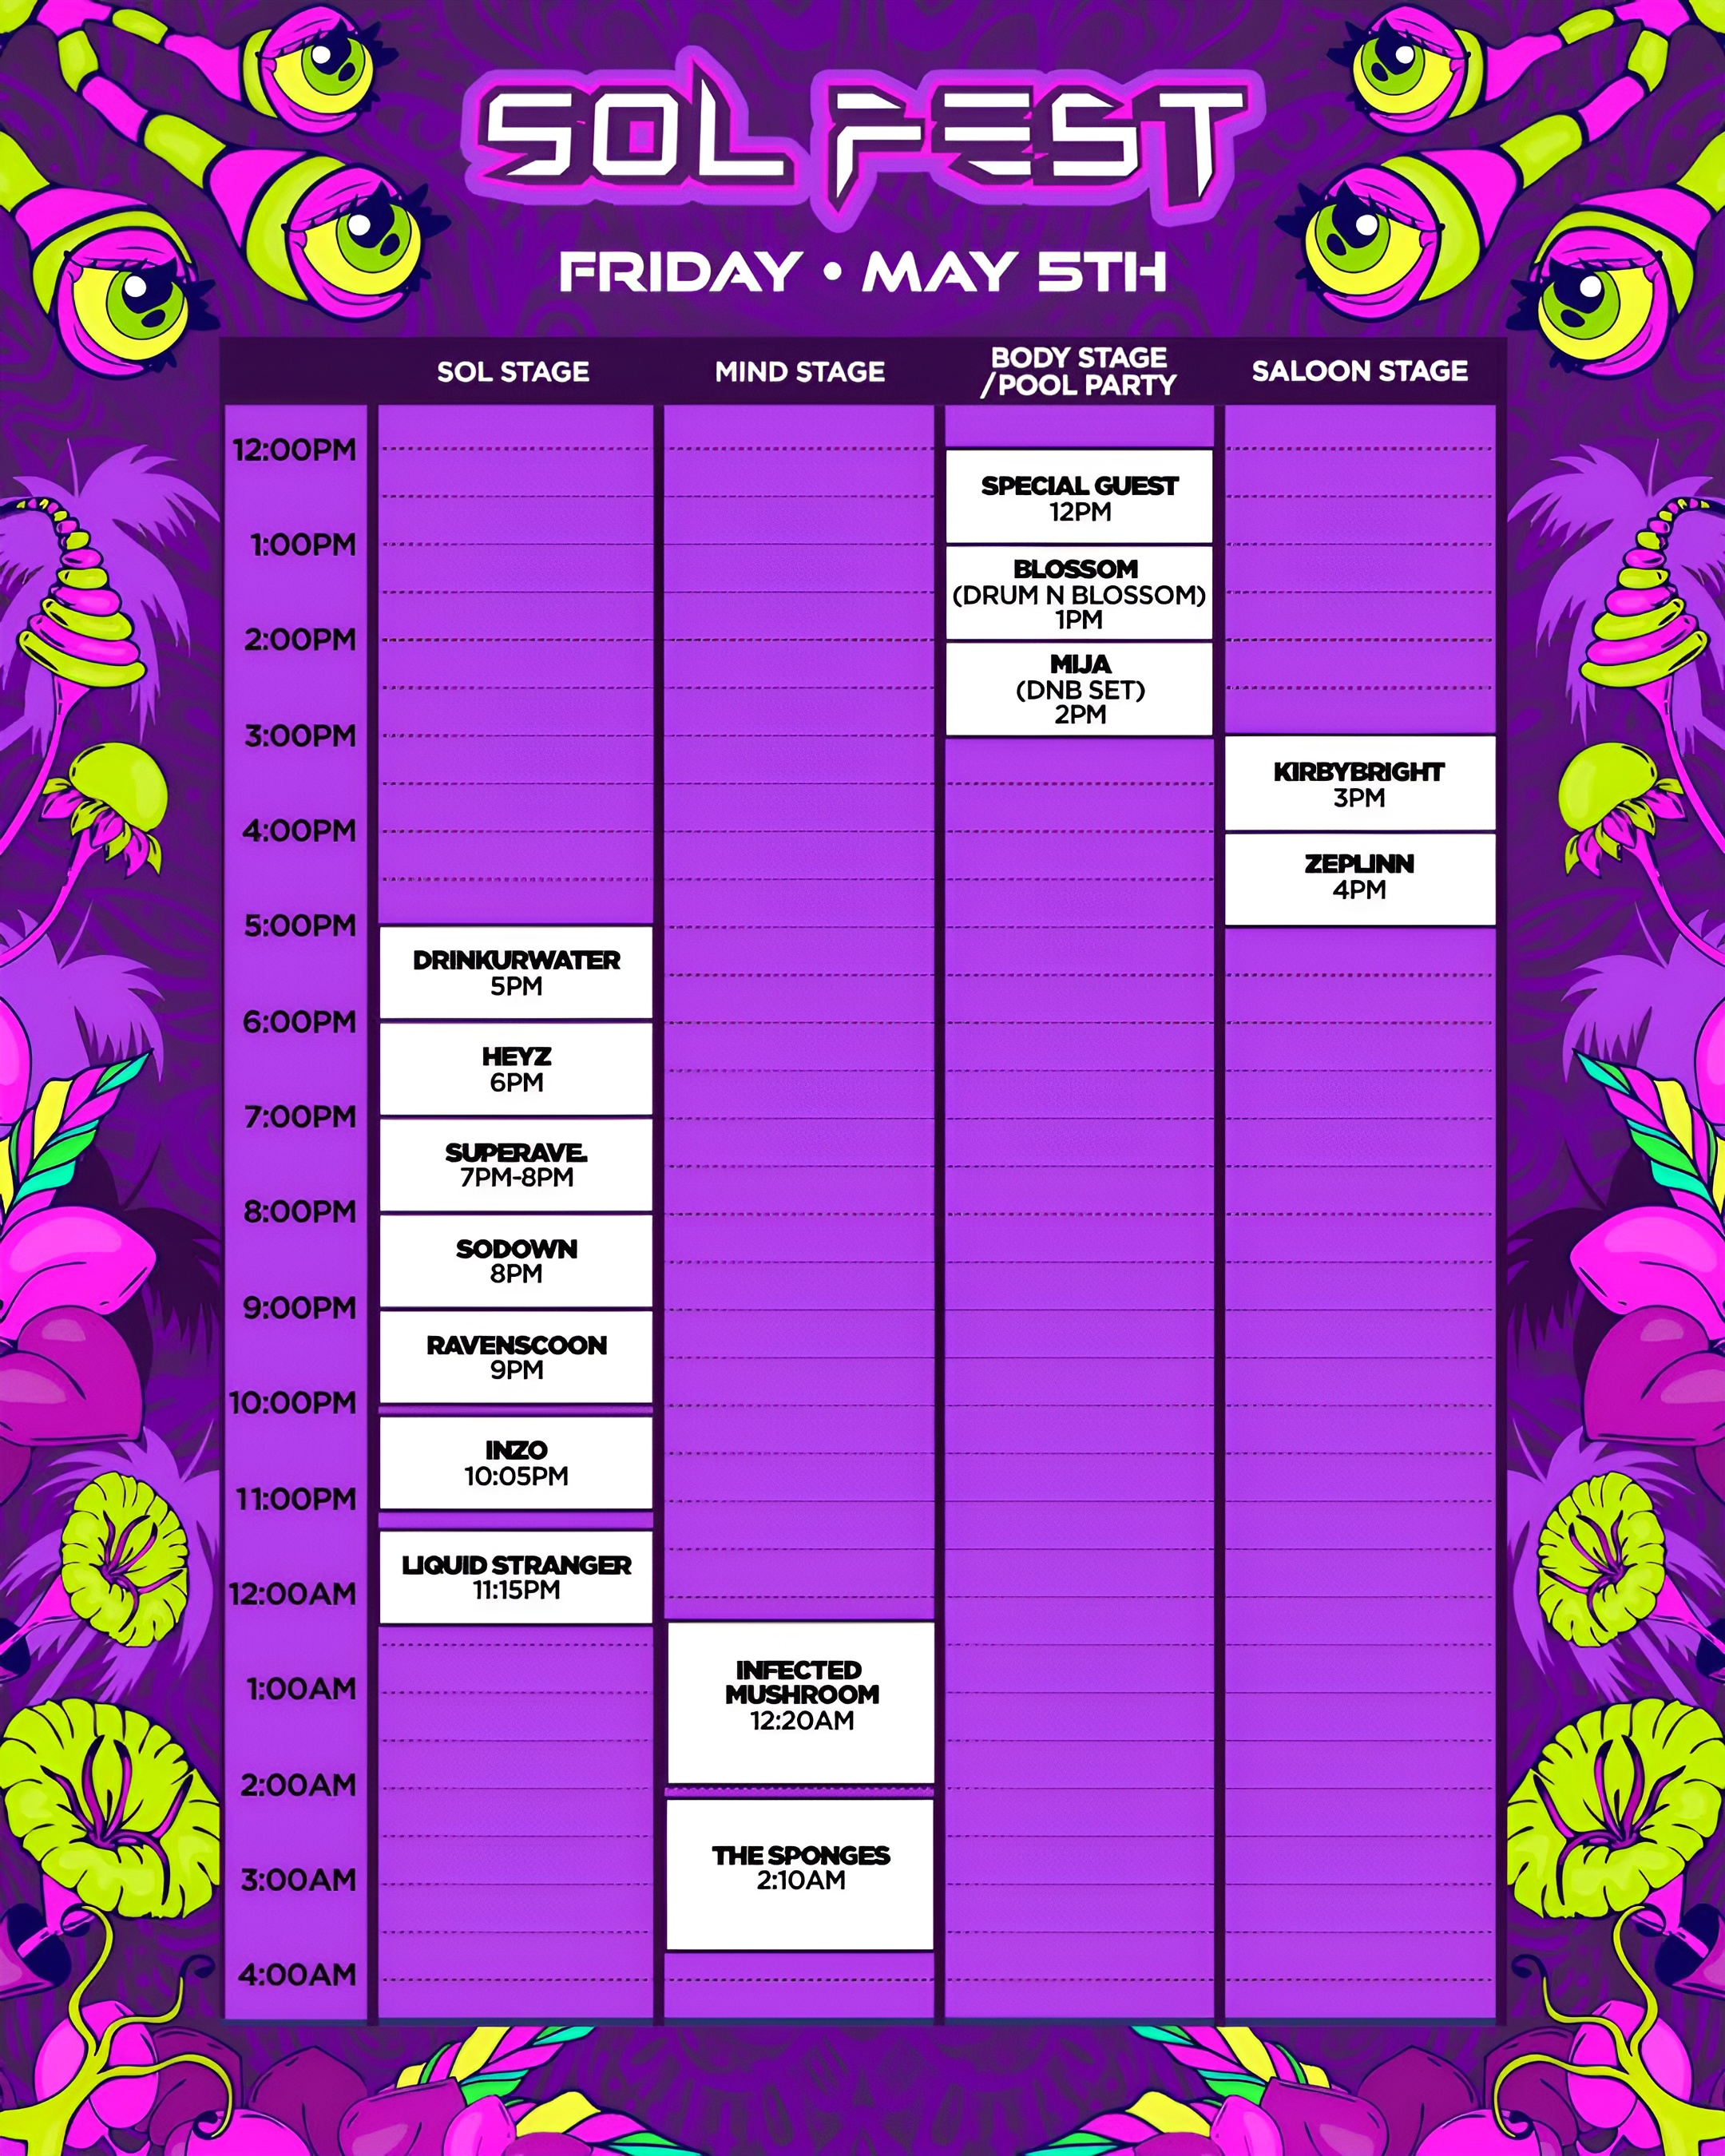 SOL FEST
FRIDAY • MAY 5TH
SOL STAGE
MIND STAGE
BODY STAGE
/POOL PARTY
SALOON STAGE
12:00PM
SPECIAL GUEST
12PM
1:00PM
BLOSSOM
(DRUM N BLOSSOM)
1PM
2:00PM
MIJA
(DNB SET)
2PM
3:00PM
KIRBYBRIGHT
3PM
4:00PM
ZEPLINN
4PM
5:00PM
DRINKURWATER
5PM
6:00PM
HEYZ
6PM
7:00PM
SUPERAVE.
7PM-8PM
8:00PM
SODOWN
8PM
9:00PM
RAVENSCOON
9PM
10:00PM
INZO
10:05PM
11:00PM
LIQUID STRANGER
11:15PM
12:00AM
INFECTED
MUSHROOM
12:20AM
1:00AM
2:00AM
THE SPONGES
2:10AM
3:00AM
4:00AM